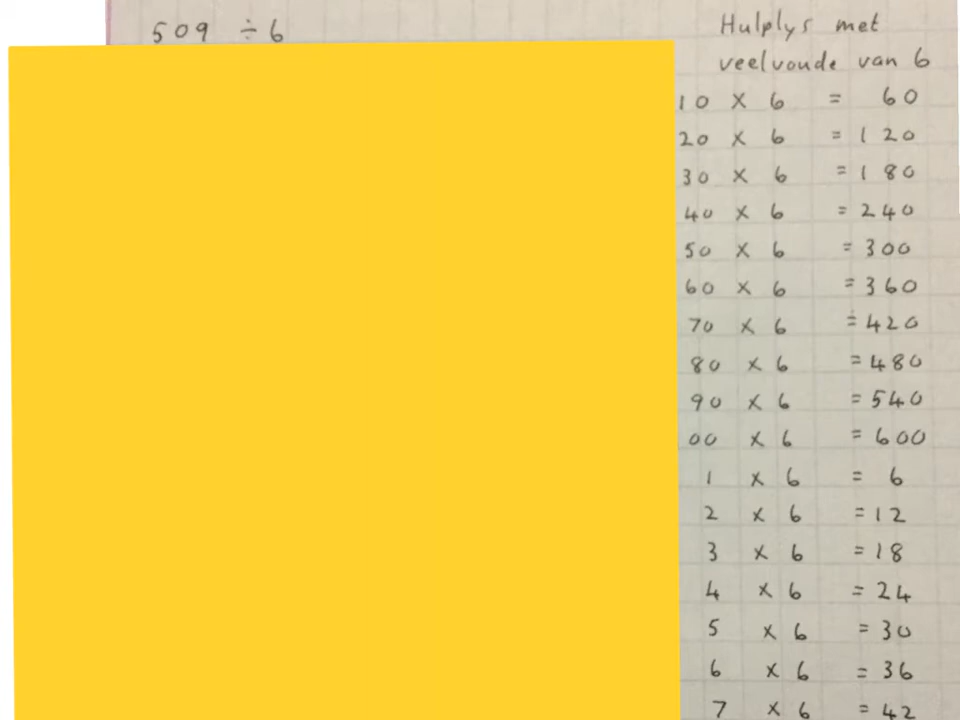 509 ÷ 6
Hulplys met
veelvoude van 6
10 × 6 = 60
20 × 6 = 120
30 × 6 = 180
40 × 6 = 240
50 × 6 = 300
60 × 6 = 360
70 × 6 = 420
80 × 6 = 480
90 × 6 = 540
00 × 6 = 600
1 × 6 = 6
2 × 6 = 12
3 × 6 = 18
4 × 6 = 24
5 × 6 = 30
6 × 6 = 36
7 × 6 = 42